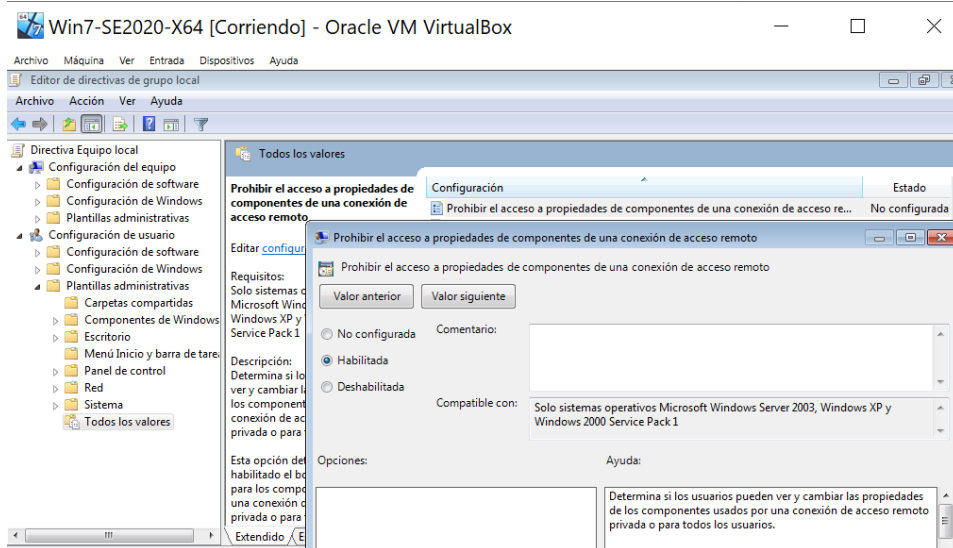 Win7-SE2020-X64 [Corriendo] - Oracle VM VirtualBox
Archivo Máquina Ver Entrada Dispositivos Ayuda
Editor de directivas de grupo local
Archivo Acción Ver Ayuda
Directiva Equipo local
Configuración del equipo
Configuración de software
Configuración de Windows
Plantillas administrativas
Configuración de usuario
Configuración de software
Configuración de Windows
Plantillas administrativas
Carpetas compartidas
Componentes de Windows
Escritorio
Menú Inicio y barra de tarea
Panel de control
Red
Sistema
Todos los valores
Todos los valores
Prohibir el acceso a propiedades de
componentes de una conexión de
acceso remoto
Editar configur
Requisitos:
Solo sistemas o
Microsoft Wind
Windows XP y
Service Pack 1
Descripción:
Determina si lo
ver y cambiar la
los component
conexión de ac
privada o para
Esta opción det
habilitado el bo
para los compo
una conexión d
privada o para
Extendido E
Configuración Estado
Prohibir el acceso a propiedades de componentes de una conexión de acceso re... No configurada
Prohibir el acceso a propiedades de componentes de una conexión de acceso remoto
Prohibir el acceso a propiedades de componentes de una conexión de acceso remoto
Valor anterior Valor siguiente
No configurada
Habilitada
Deshabilitada
Comentario:
Compatible con:
Solo sistemas operativos Microsoft Windows Server 2003, Windows XP y
Windows 2000 Service Pack 1
Opciones:
Ayuda:
Determina si los usuarios pueden ver y cambiar las propiedades
de los componentes usados por una conexión de acceso remoto
privada o para todos los usuarios.